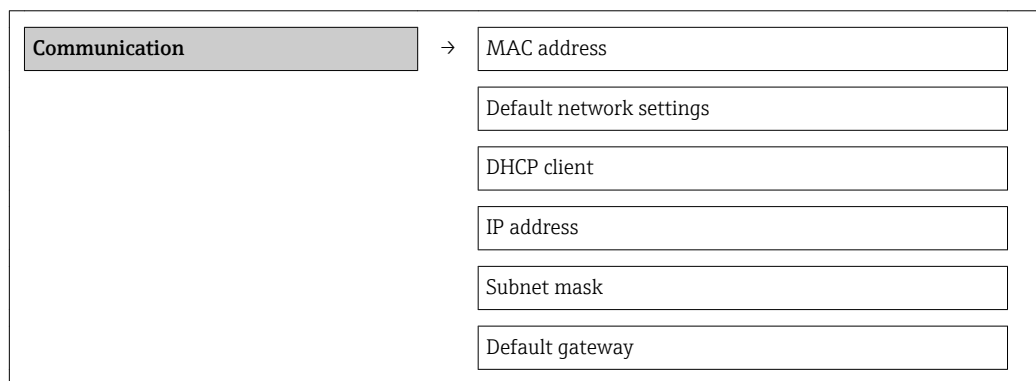 Communication → MAC address
Default network settings
DHCP client
IP address
Subnet mask
Default gateway